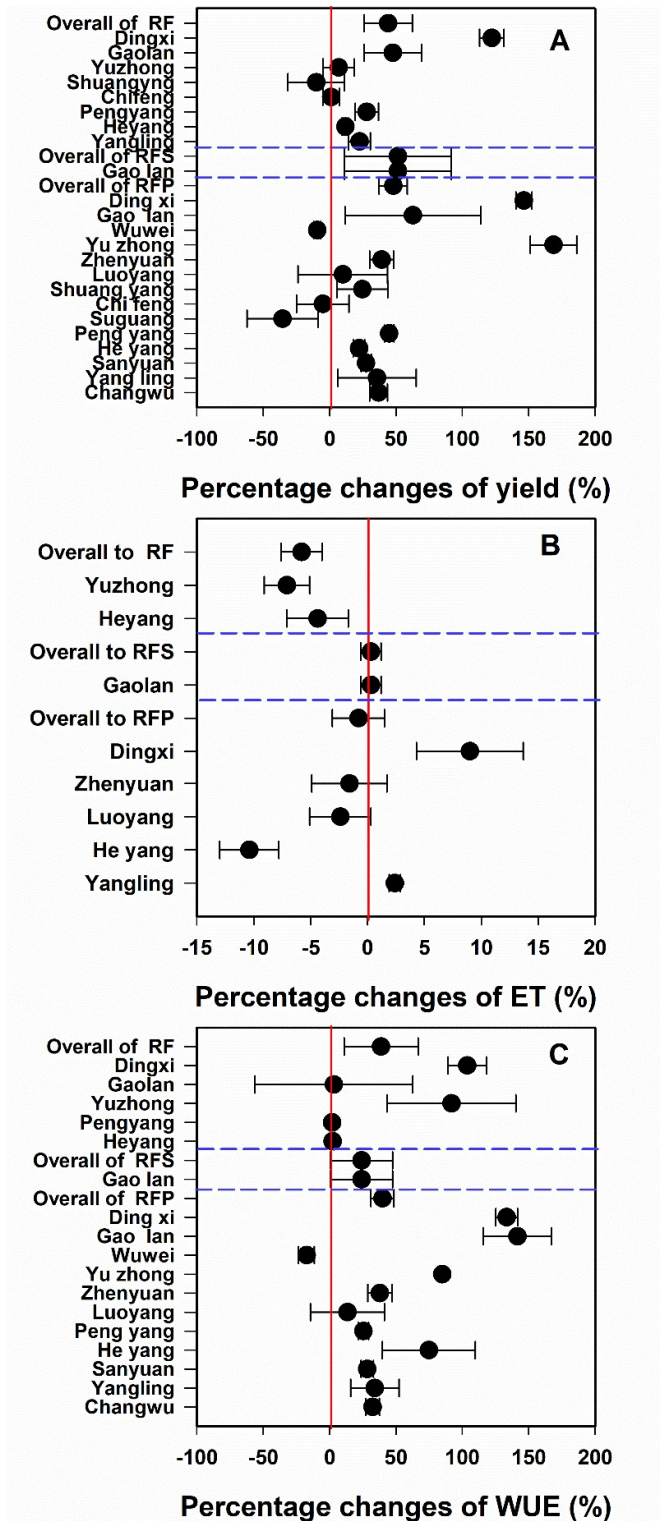 A
Overall of RF
Dingxi
Gaolan
Yuzhong
Shuangyng
Chifeng
Pengyang
Heyang
Yangling
Overall of RFS
Gao lan
Overall of RFP
Ding xi
Gao lan
Wuwei
Yu zhong
Zhenyuan
Luoyang
Shuang yang
Chi feng
Suguang
Peng yang
He yang
Sanyuan
Yang ling
Changwu
-100 -50 0 50 100 150 200
Percentage changes of yield (%)
B
Overall to RF
Yuzhong
Heyang
Overall to RFS
Gaolan
Overall to RFP
Dingxi
Zhenyuan
Luoyang
He yang
Yangling
-15 -10 -5 0 5 10 15 20
Percentage changes of ET (%)
C
Overall of RF
Dingxi
Gaolan
Yuzhong
Pengyang
Heyang
Overall of RFS
Gao lan
Overall of RFP
Ding xi
Gao lan
Wuwei
Yu zhong
Zhenyuan
Luoyang
Peng yang
He yang
Sanyuan
Yangling
Changwu
-100 -50 0 50 100 150 200
Percentage changes of WUE (%)